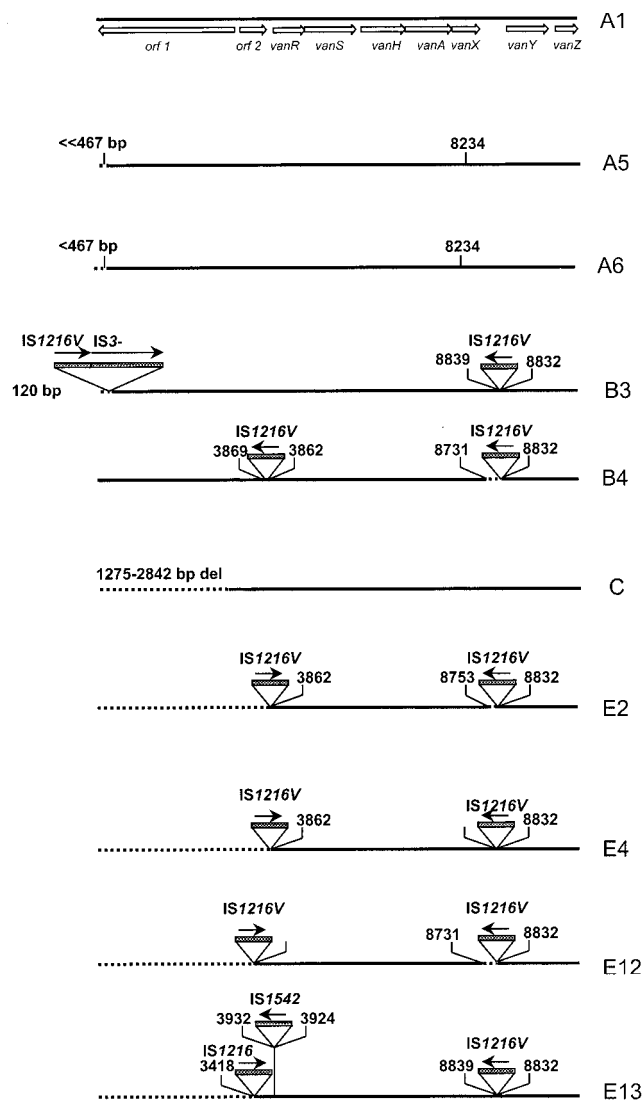 A1
orf 1 orf 2 vanR vanS vanH vanA vanX vanY vanZ
<<467 bp 8234
A5
<467 bp 8234
A6
IS1216V IS3- IS1216V
8839 8832
120 bp B3
IS1216V IS1216V
3869 3862 8731 8832
B4
1275-2842 bp del
C
IS1216V IS1216V
3862 8753 8832
E2
IS1216V IS1216V
3862 8832
E4
IS1216V IS1216V
8731 8832
E12
IS1542
3932 3924
IS1216 IS1216V
3418 8839 8832
E13